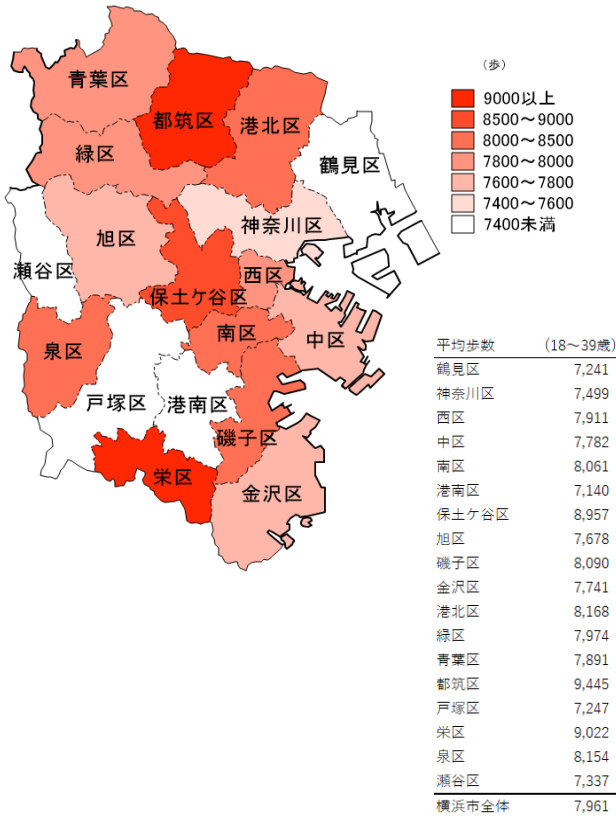 (歩)
9000以上
8500～9000
8000～8500
7800～8000
7600～7800
7400～7600
7400未満
青葉区
都筑区
港北区
緑区
鶴見区
神奈川区
旭区
瀬谷区
西区
保土ケ谷区
南区
中区
泉区
戸塚区
港南区
磯子区
栄区
金沢区
平均歩数 (18～39歳)
鶴見区 7,241
神奈川区 7,499
西区 7,911
中区 7,782
南区 8,061
港南区 7,140
保土ケ谷区 8,957
旭区 7,678
磯子区 8,090
金沢区 7,741
港北区 8,168
緑区 7,974
青葉区 7,891
都筑区 9,445
戸塚区 7,247
栄区 9,022
泉区 8,154
瀬谷区 7,337
横浜市全体 7,961